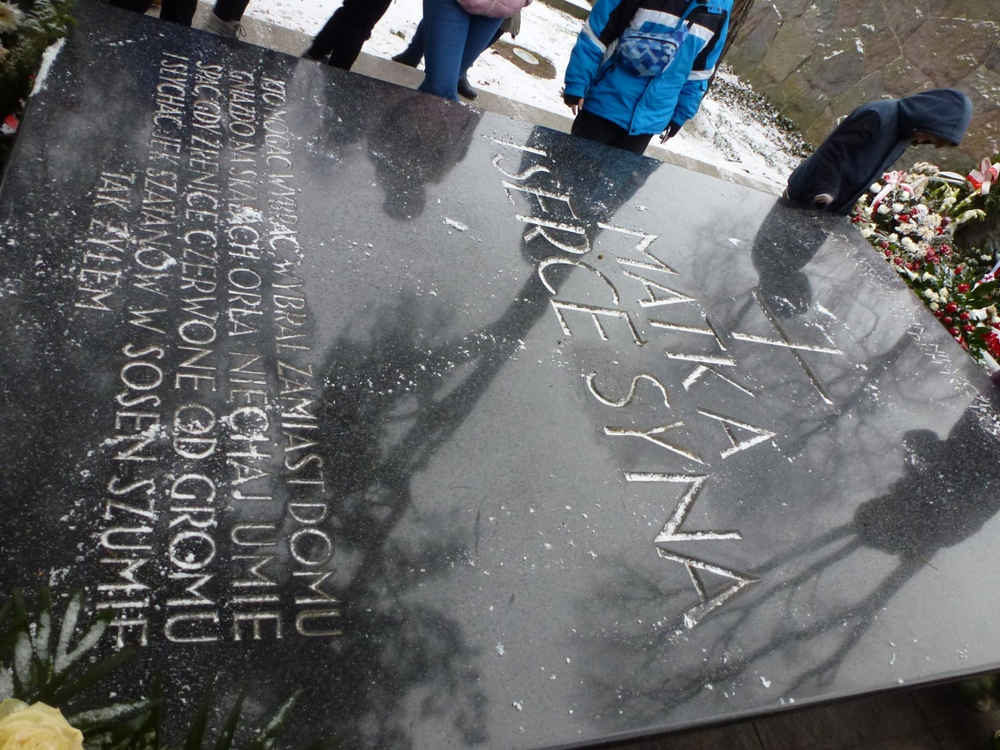 MATKA
I SERCE SYNA
KTO MOGĄC WYBRAĆ WYBRAŁ ZAMIAST DOMU
GNIAZDO NA SKAŁACH ORŁA NIECHAJ UMIE
SPAĆ GDY ŹRENICE CZERWONE OD GROMU
I SŁYCHAĆ JĘK SZATANÓW W SOSEN SZUMIE
TAK ŻYŁEM